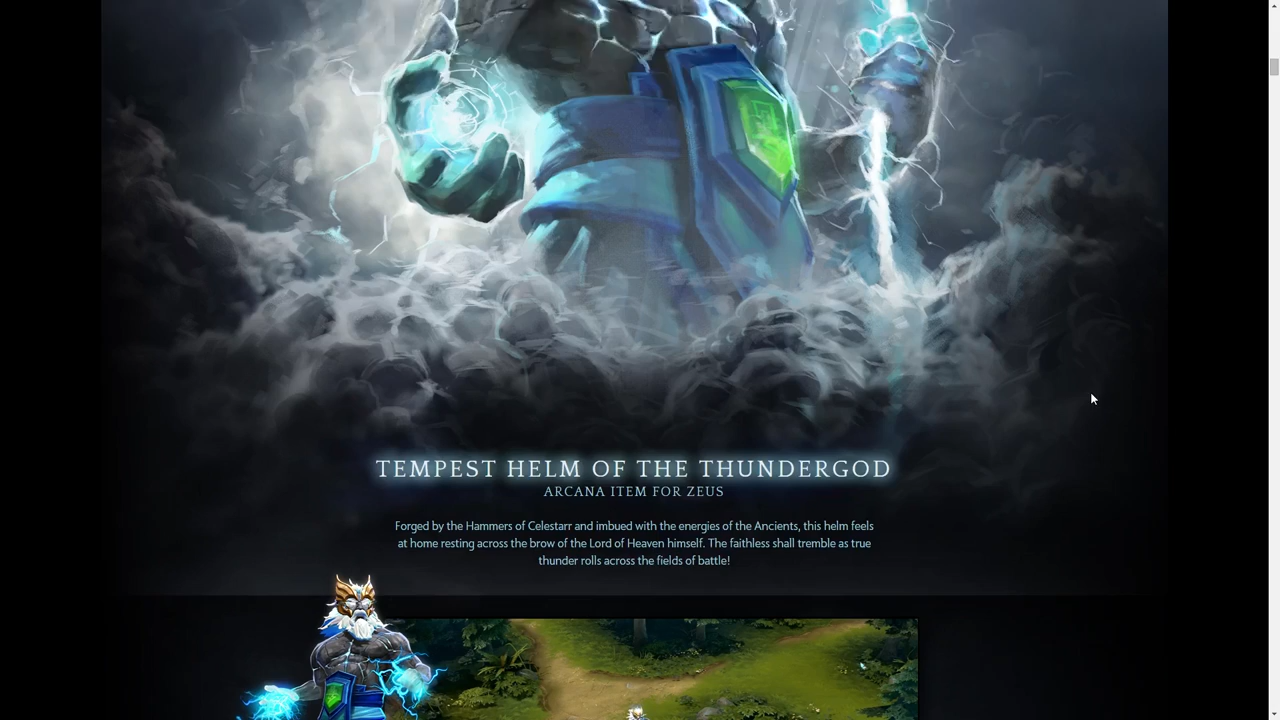 TEMPEST HELM OF THE THUNDERGOD
ARCANA ITEM FOR ZEUS
Forged by the Hammers of Celestarr and imbued with the energies of the Ancients, this helm feels
at home resting across the brow of the Lord of Heaven himself. The faithless shall tremble as true
thunder rolls across the fields of battle!